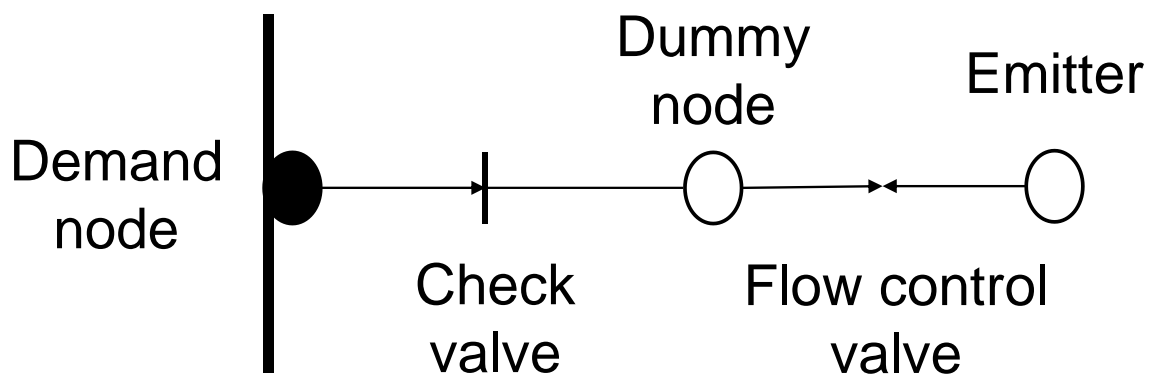 Demand
node
Check
valve
Dummy
node
Flow control
valve
Emitter